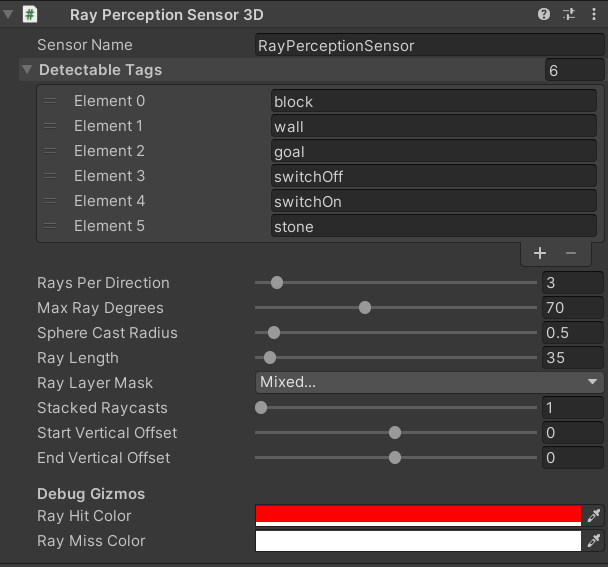 Ray Perception Sensor 3D
Sensor Name RayPerceptionSensor
Detectable Tags 6
Element 0 block
Element 1 wall
Element 2 goal
Element 3 switchOff
Element 4 switchOn
Element 5 stone
Rays Per Direction 3
Max Ray Degrees 70
Sphere Cast Radius 0.5
Ray Length 35
Ray Layer Mask Mixed...
Stacked Raycasts 1
Start Vertical Offset 0
End Vertical Offset 0
Debug Gizmos
Ray Hit Color
Ray Miss Color